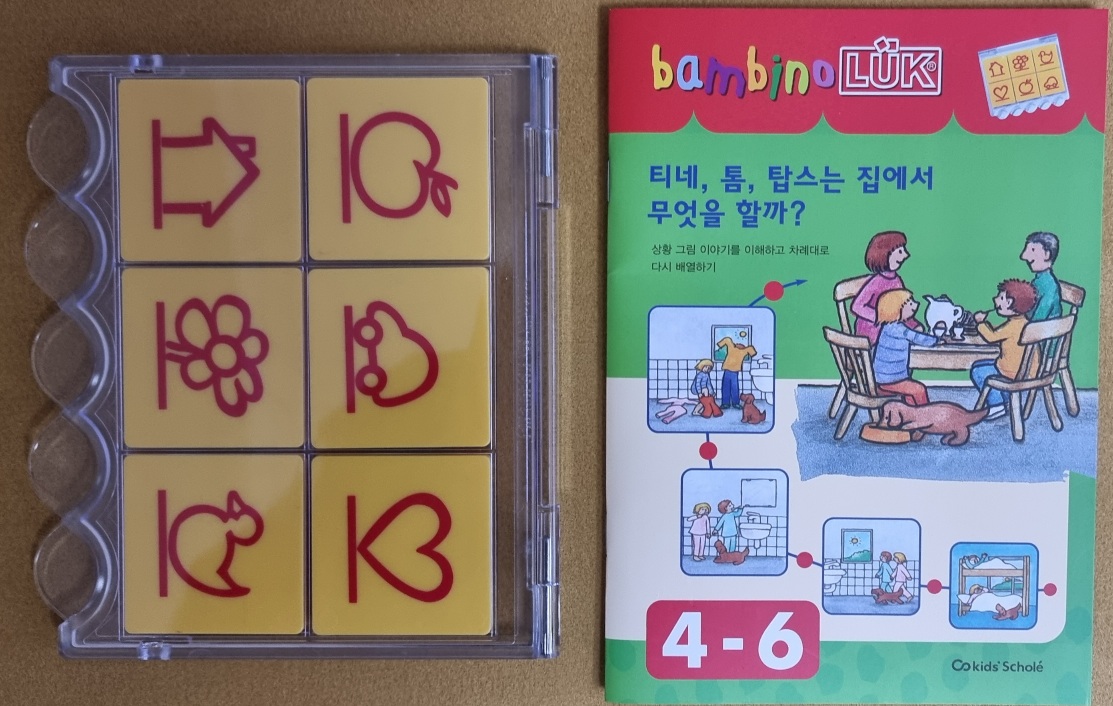 bambino LÜK®
티네, 톰, 탑스는 집에서
무엇을 할까?
상황 그림 이야기를 이해하고 차례대로
다시 배열하기
4 - 6
kids' Scholé